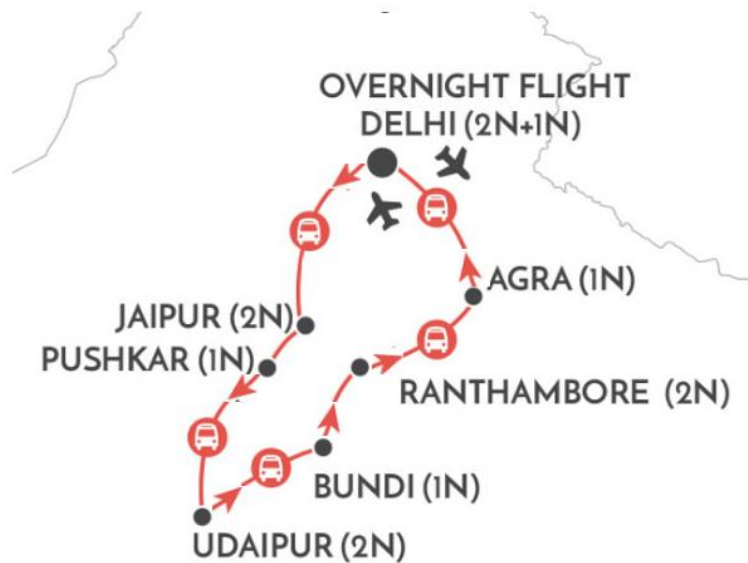 OVERNIGHT FLIGHT
DELHI (2N+1N)
AGRA (1N)
JAIPUR (2N)
PUSHKAR (1N)
RANTHAMBORE (2N)
BUNDI (1N)
UDAIPUR (2N)